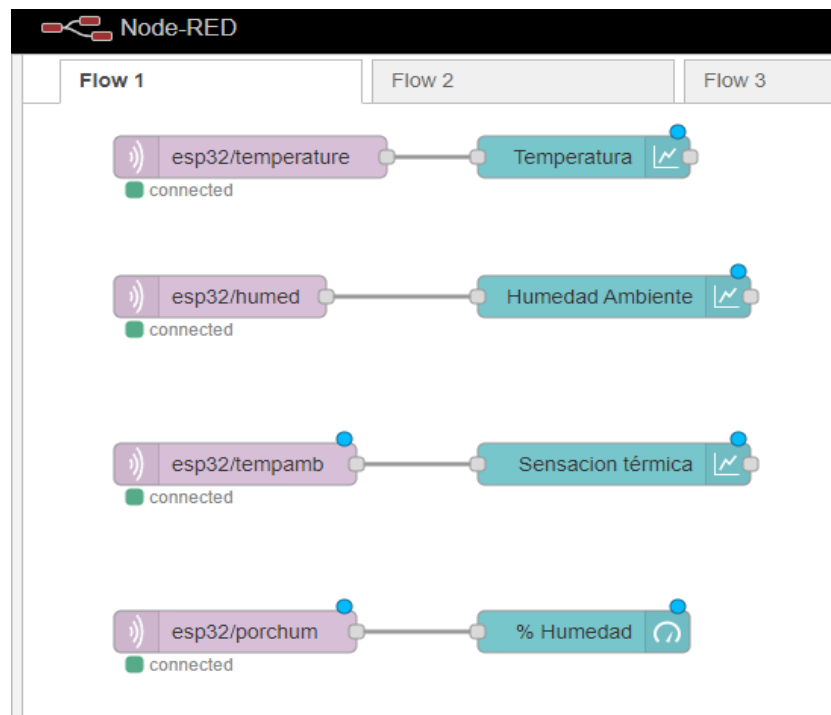 Node-RED
Flow 1
Flow 2
Flow 3
esp32/temperature
Temperatura
connected
esp32/humed
Humedad Ambiente
connected
esp32/tempamb
Sensacion térmica
connected
esp32/porchum
% Humedad
connected